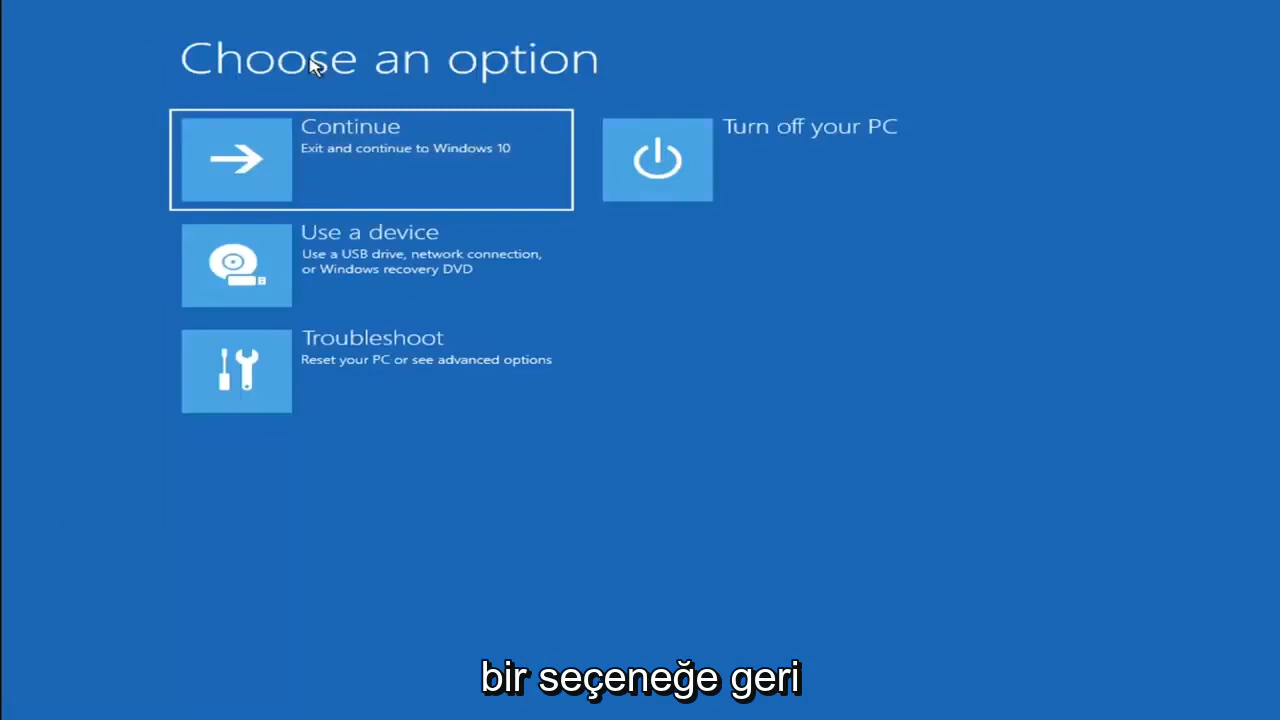 Choose an option
Continue
Exit and continue to Windows 10
Turn off your PC
Use a device
Use a USB drive, network connection,
or Windows recovery DVD
Troubleshoot
Reset your PC or see advanced options
bir seçeneğe geri